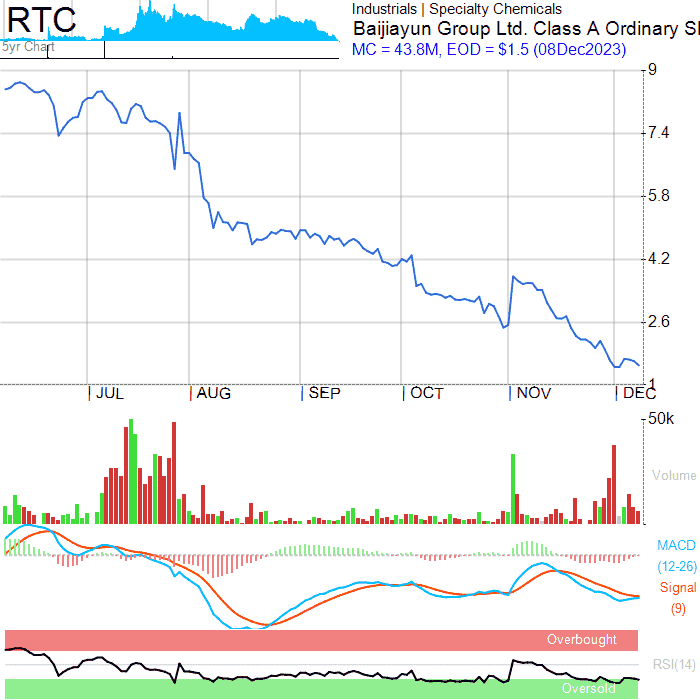 RTC
5yr Chart
Industrials | Specialty Chemicals
Baijiayun Group Ltd. Class A Ordinary Sh
MC = 43.8M, EOD = $1.5 (08Dec2023)
9
7.4
5.8
4.2
2.6
1
JUL
AUG
SEP
OCT
NOV
DEC
50k
Volume
MACD
(12-26)
Signal
(9)
Overbought
RSI(14)
Oversold